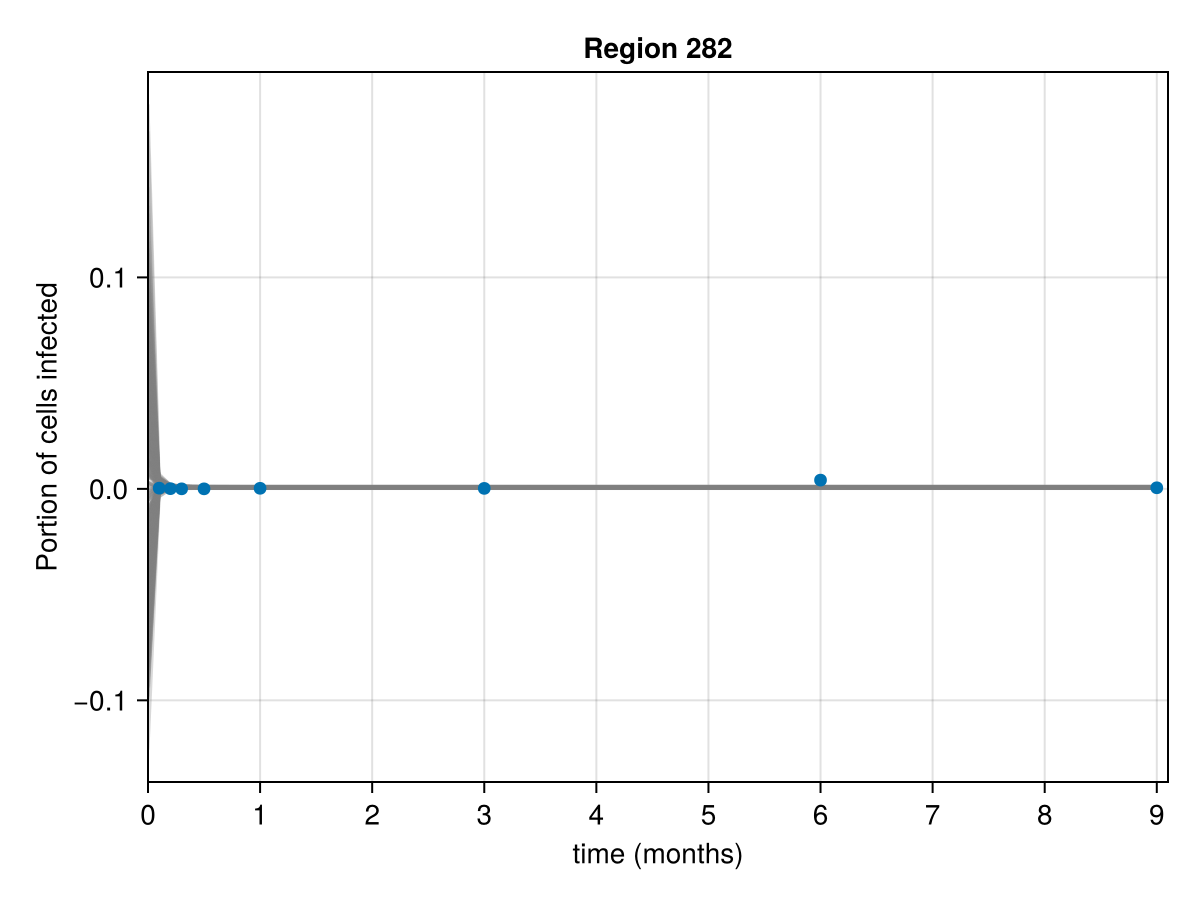 Region 282
Portion of cells infected
0.1
0.0
−0.1
0 1 2 3 4 5 6 7 8 9
time (months)